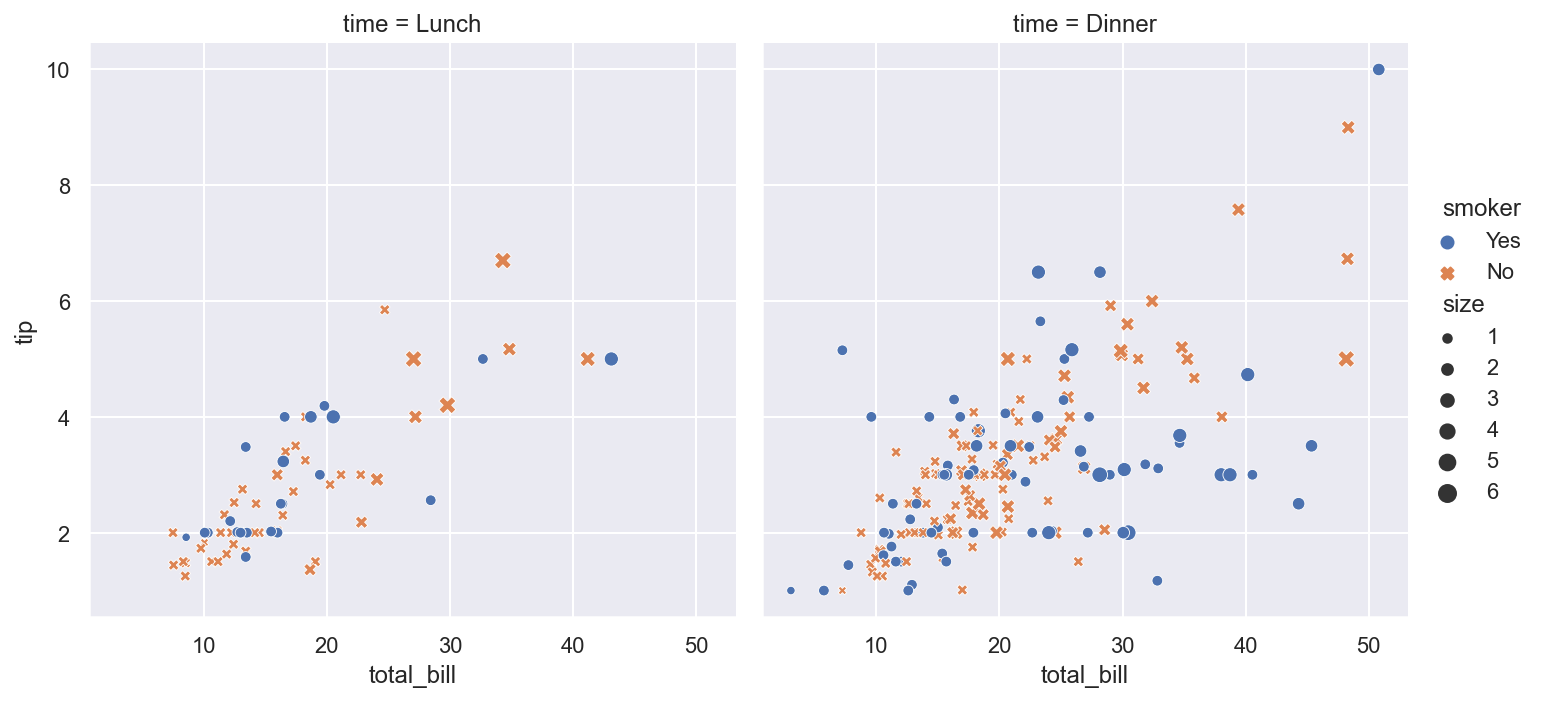 time = Lunch
time = Dinner
tip
10
8
6
4
2
10 20 30 40 50
10 20 30 40 50
total_bill
total_bill
smoker
Yes
No
size
1
2
3
4
5
6